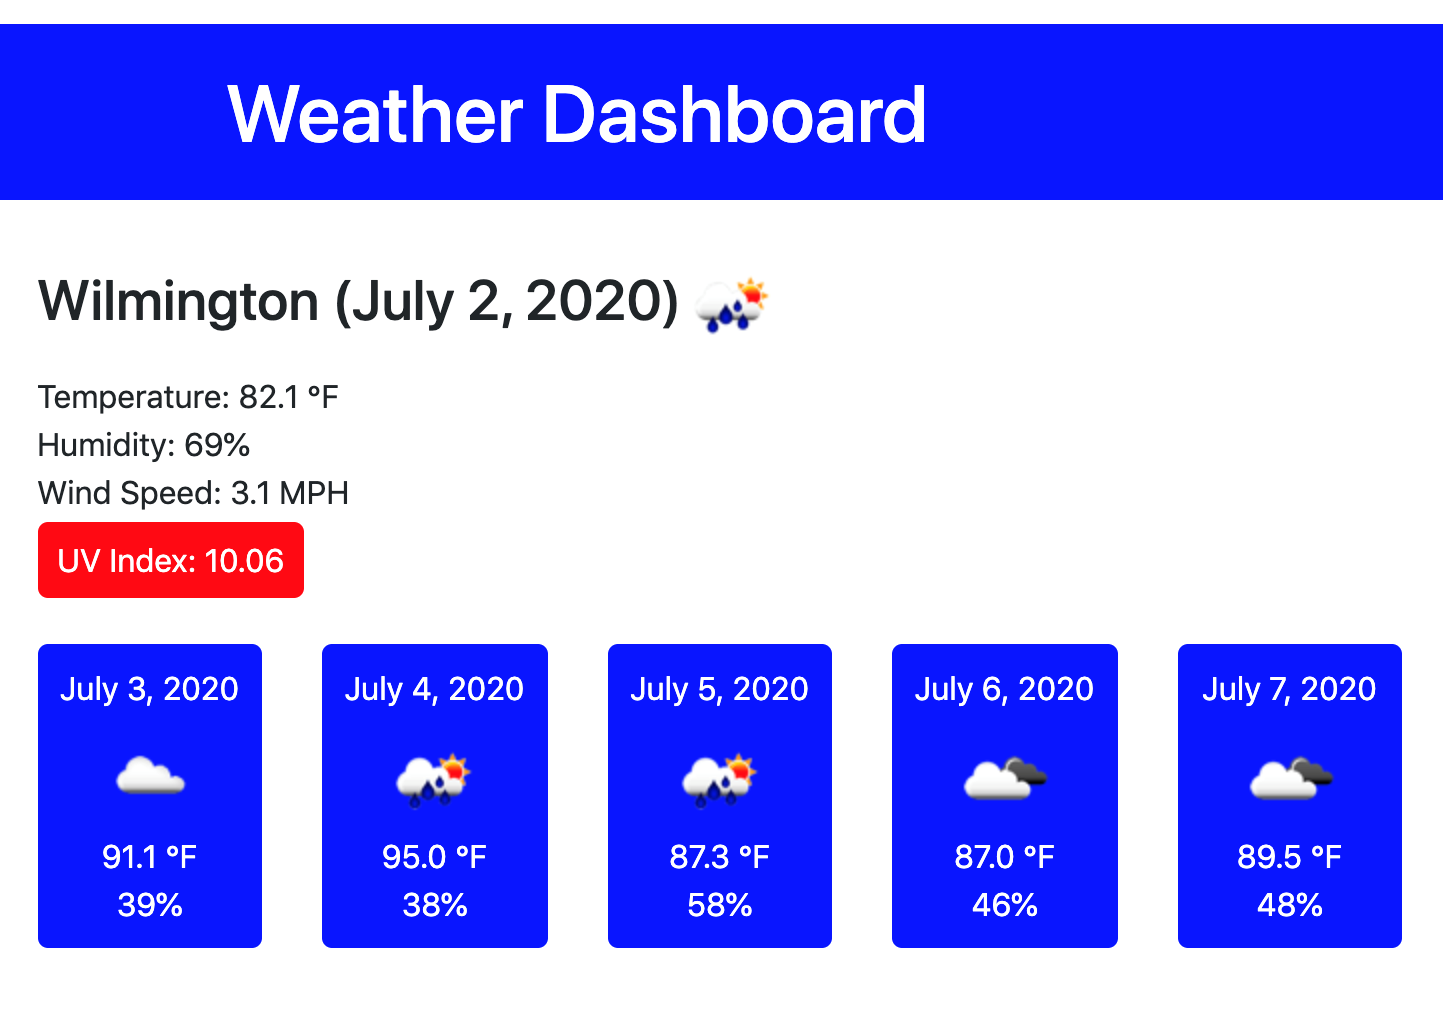 Weather Dashboard
Wilmington (July 2, 2020)
Temperature: 82.1 °F
Humidity: 69%
Wind Speed: 3.1 MPH
UV Index: 10.06
July 3, 2020
91.1 °F
39%
July 4, 2020
95.0 °F
38%
July 5, 2020
87.3 °F
58%
July 6, 2020
87.0 °F
46%
July 7, 2020
89.5 °F
48%